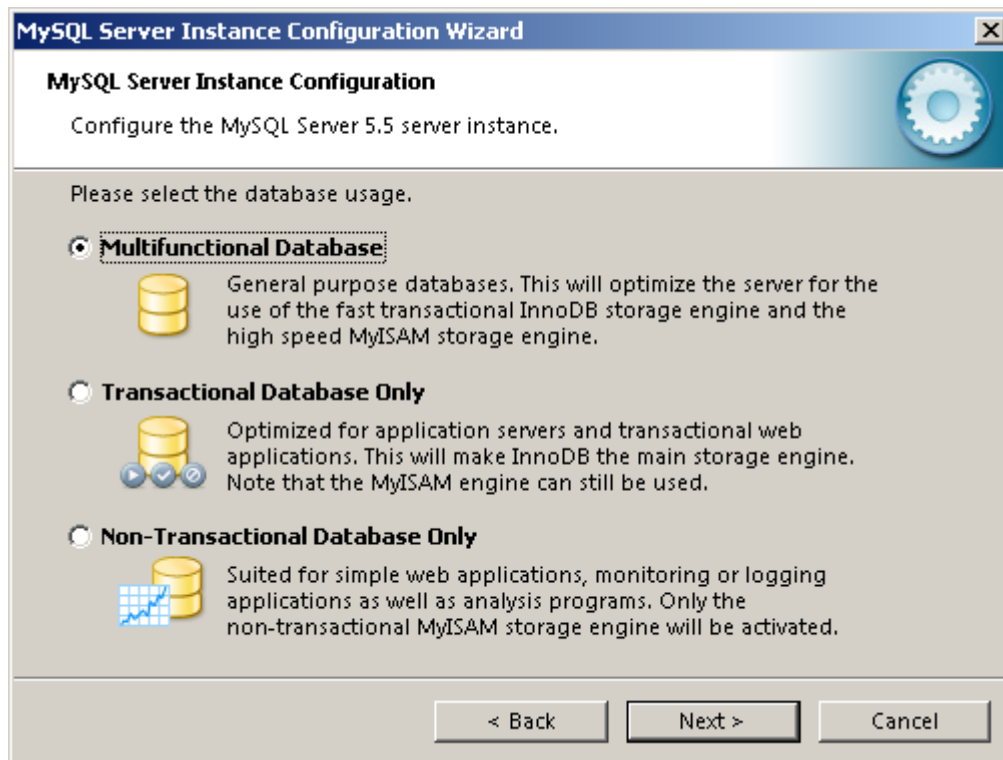 MySQL Server Instance Configuration Wizard
MySQL Server Instance Configuration
Configure the MySQL Server 5.5 server instance.
Please select the database usage.
Multifunctional Database
General purpose databases. This will optimize the server for the
use of the fast transactional InnoDB storage engine and the
high speed MyISAM storage engine.
Transactional Database Only
Optimized for application servers and transactional web
applications. This will make InnoDB the main storage engine.
Note that the MyISAM engine can still be used.
Non-Transactional Database Only
Suited for simple web applications, monitoring or logging
applications as well as analysis programs. Only the
non-transactional MyISAM storage engine will be activated.
< Back Next > Cancel